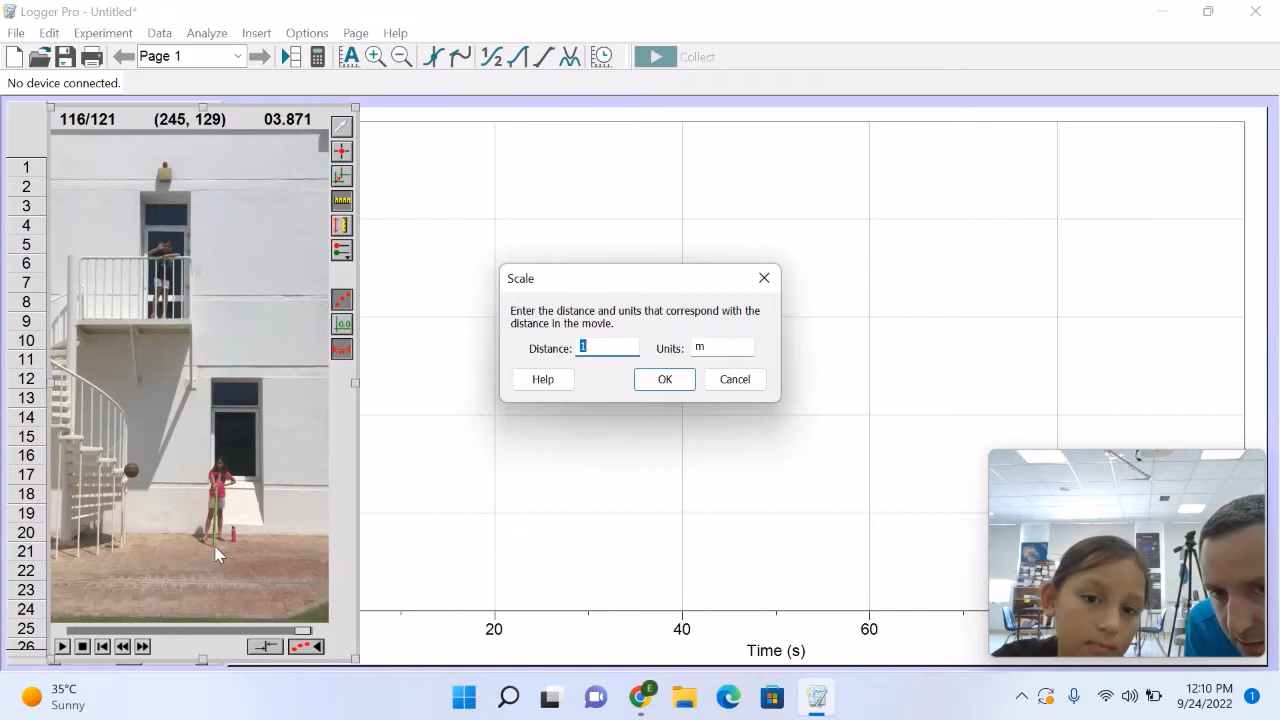 Logger Pro - Untitled*
File Edit Experiment Data Analyze Insert Options Page Help
Page 1
Collect
No device connected.
116/121 (245, 129) 03.871
1
2
3
4
5
6
7
8
9
10
11
12
13
14
15
16
17
18
19
20
21
22
23
24
25
26
Scale
Enter the distance and units that correspond with the
distance in the movie.
Distance: 1 Units: m
Help OK Cancel
20 40 60
Time (s)
35°C
Sunny
E
12:10 PM
9/24/2022
1